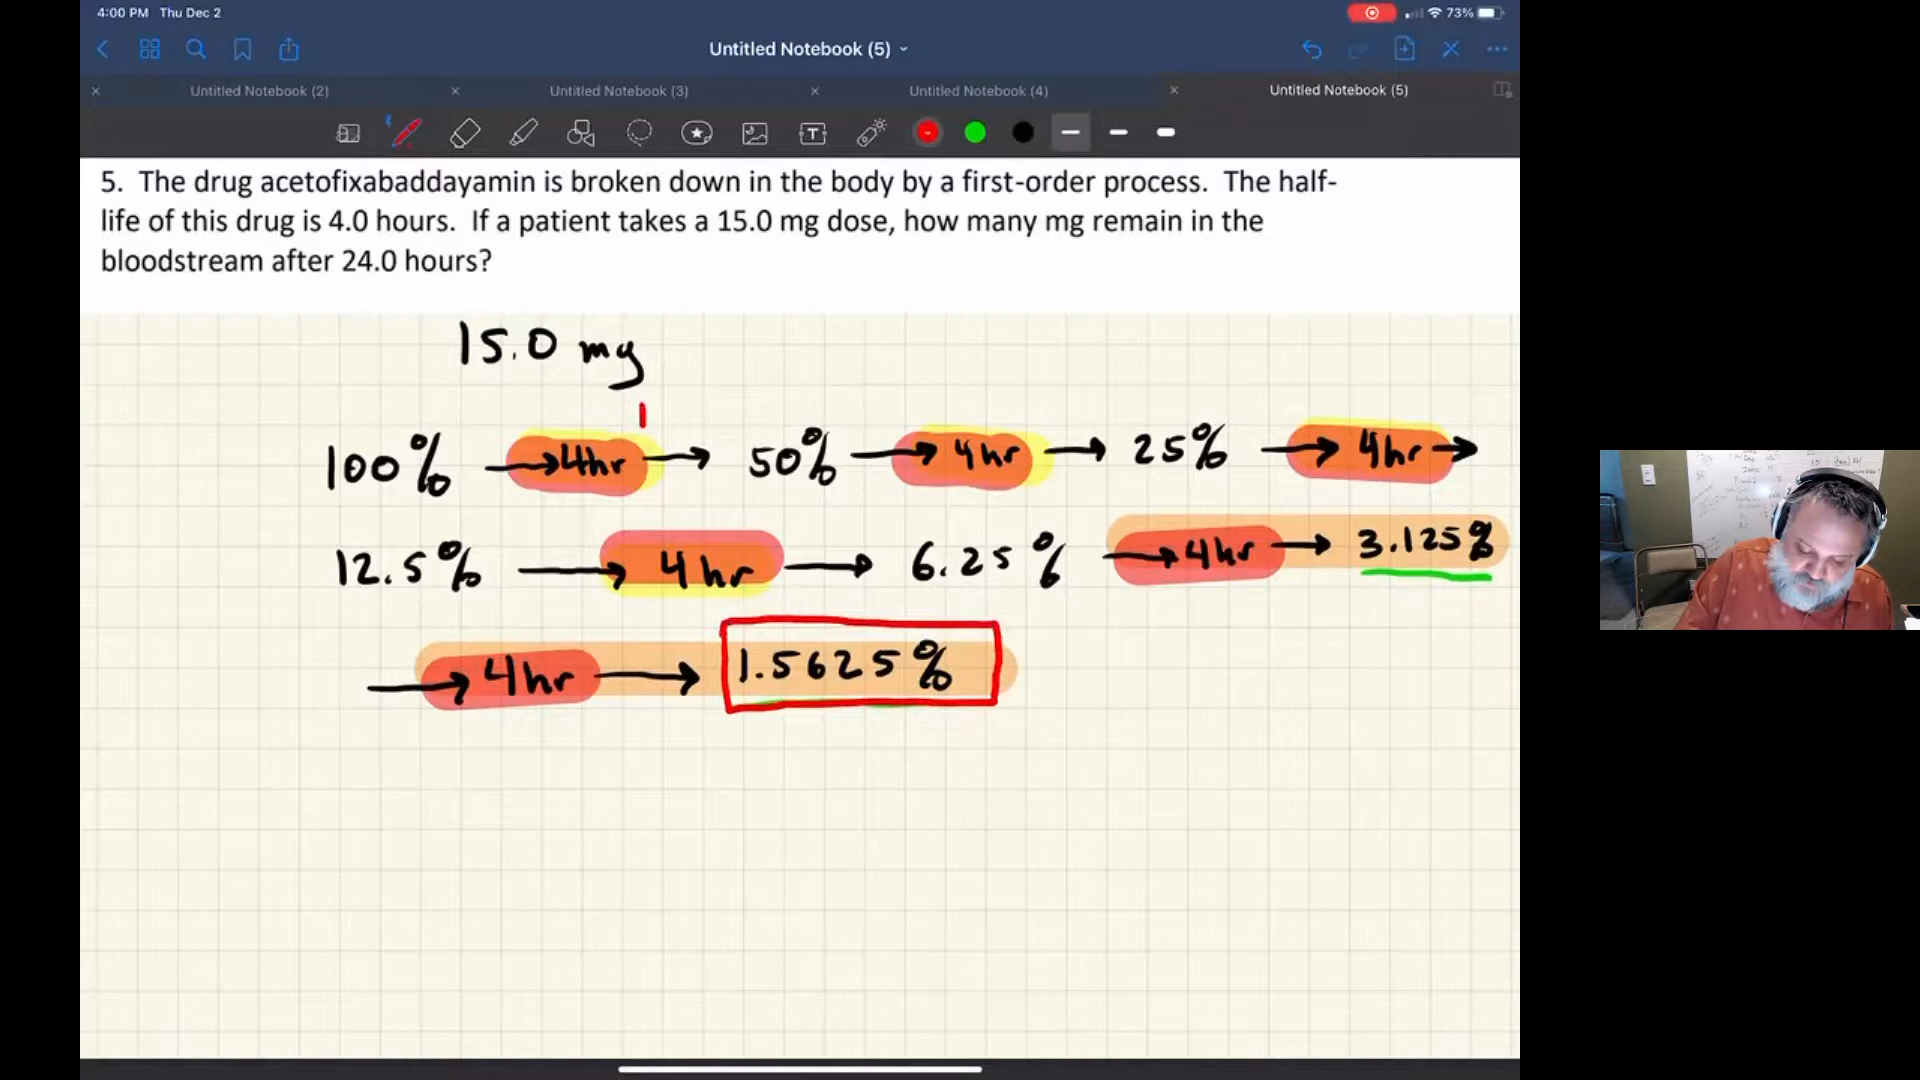 4:00 PM Thu Dec 2
73%
Untitled Notebook (5)
Untitled Notebook (2)
Untitled Notebook (3)
Untitled Notebook (4)
Untitled Notebook (5)
5. The drug acetofixabaddayamin is broken down in the body by a first-order process. The half-
life of this drug is 4.0 hours. If a patient takes a 15.0 mg dose, how many mg remain in the
bloodstream after 24.0 hours?
15.0 mg
100% → 4hr → 50% → 4hr → 25% → 4hr →
12.5% → 4hr → 6.25% → 4hr → 3.125%
→ 4hr → 1.5625%